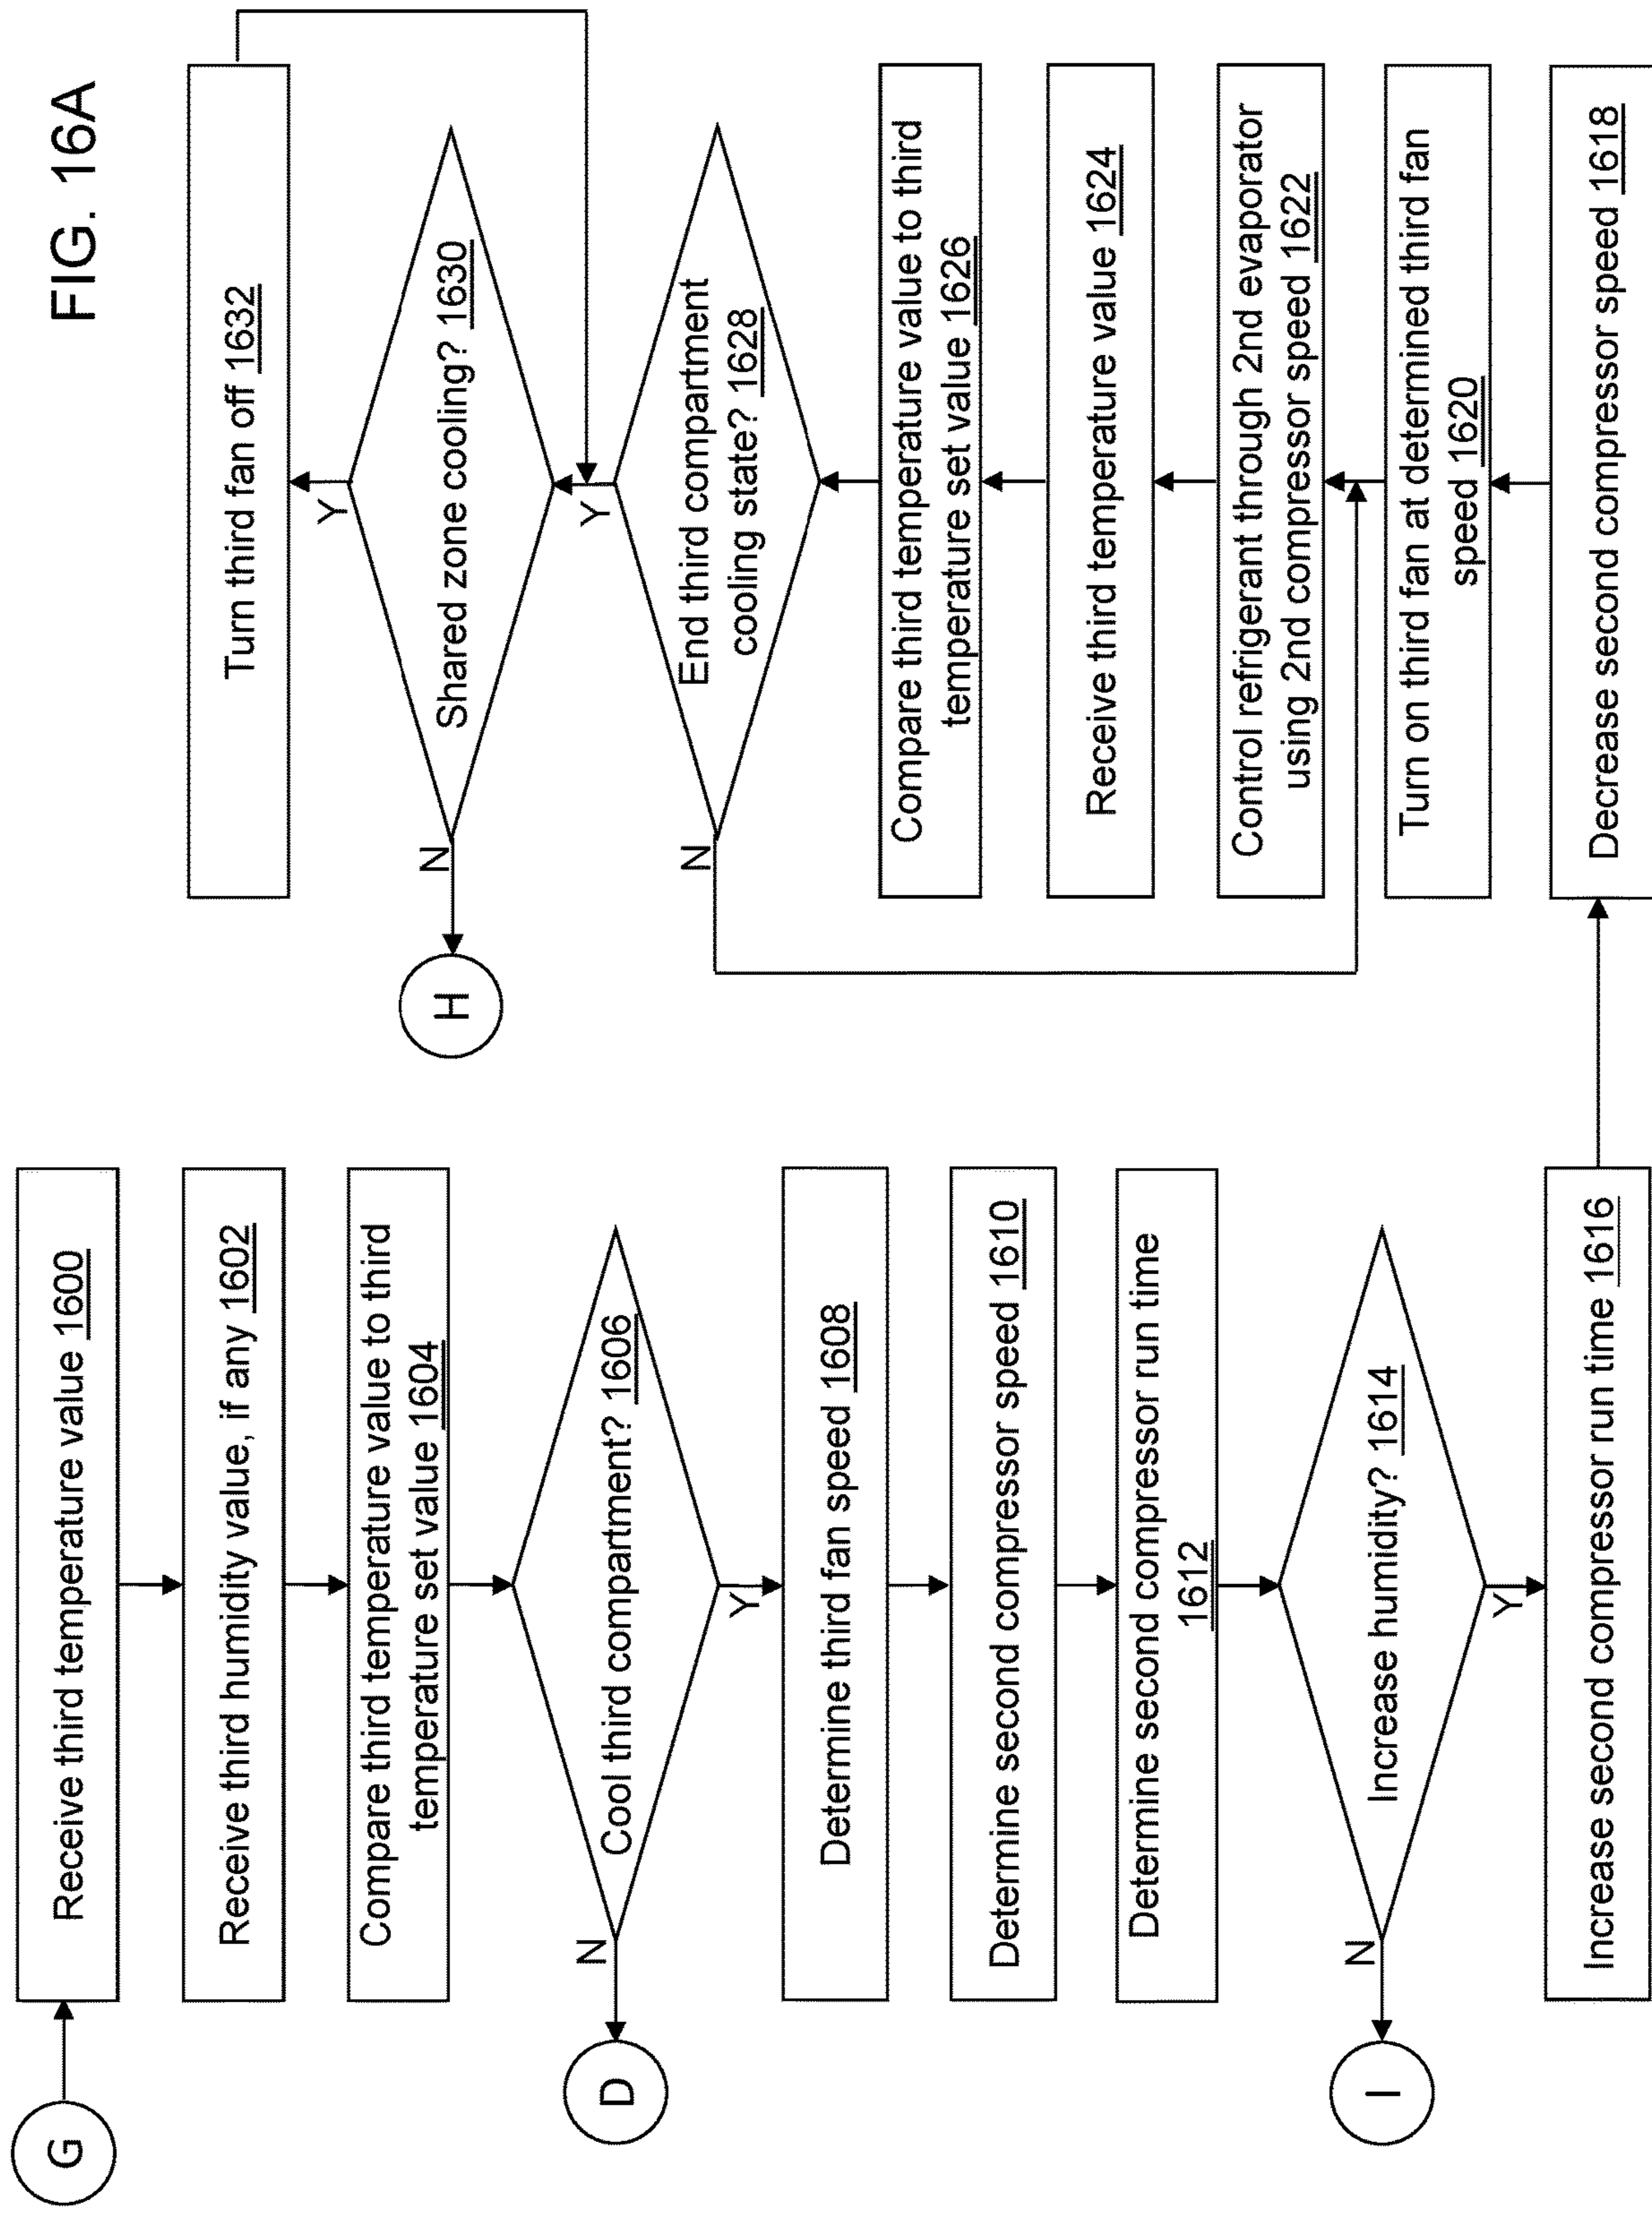 FIG. 16A
G
Receive third temperature value 1600
Receive third humidity value, if any 1602
Compare third temperature value to third
temperature set value 1604
Cool third compartment? 1606
N
D
Y
Determine third fan speed 1608
Determine second compressor speed 1610
Determine second compressor run time
1612
Increase humidity? 1614
N
I
Y
Increase second compressor run time 1616
Decrease second compressor speed 1618
Turn on third fan at determined third fan
speed 1620
Control refrigerant through 2nd evaporator
using 2nd compressor speed 1622
Receive third temperature value 1624
Compare third temperature value to third
temperature set value 1626
End third compartment
cooling state? 1628
N
Y
Shared zone cooling? 1630
N
H
Y
Turn third fan off 1632